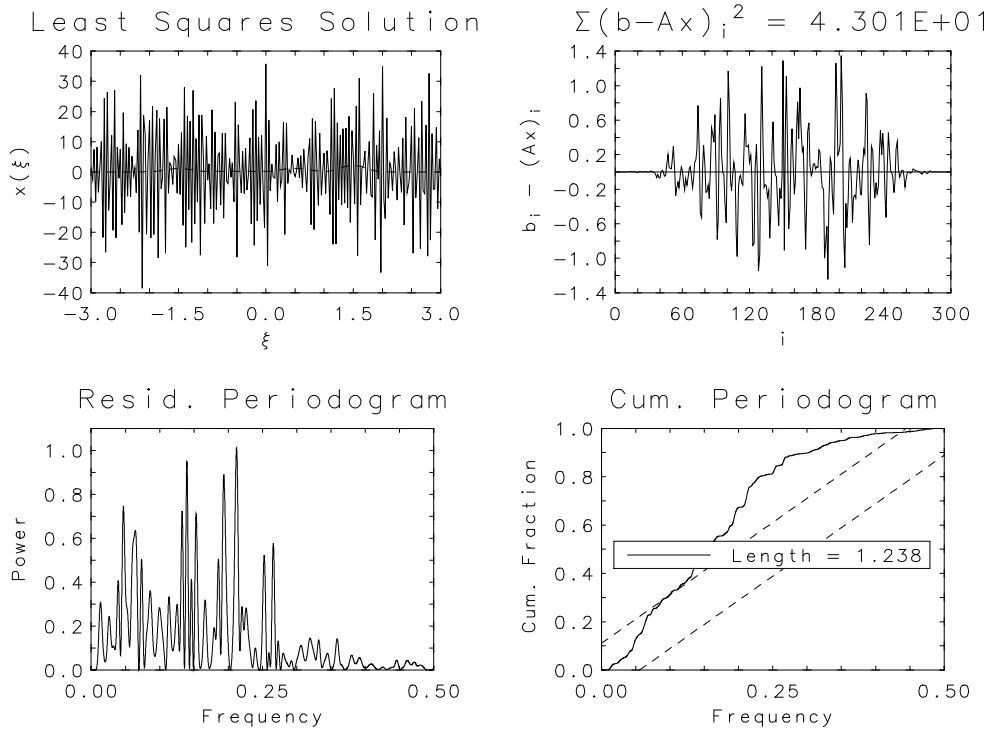 Least Squares Solution
Σ(b−Ax)ᵢ² = 4.301E+01
40
30
20
10
0
−10
−20
−30
−40
x(ξ)
−3.0 −1.5 0.0 1.5 3.0
ξ
1.4
1.0
0.6
0.2
−0.2
−0.6
−1.0
−1.4
bᵢ − (Ax)ᵢ
0 60 120 180 240 300
i
Resid. Periodogram
1.0
0.8
0.6
0.4
0.2
0.0
Power
0.00 0.25 0.50
Frequency
Cum. Periodogram
1.0
0.8
0.6
0.4
0.2
0.0
Cum. Fraction
Length = 1.238
0.00 0.25 0.50
Frequency